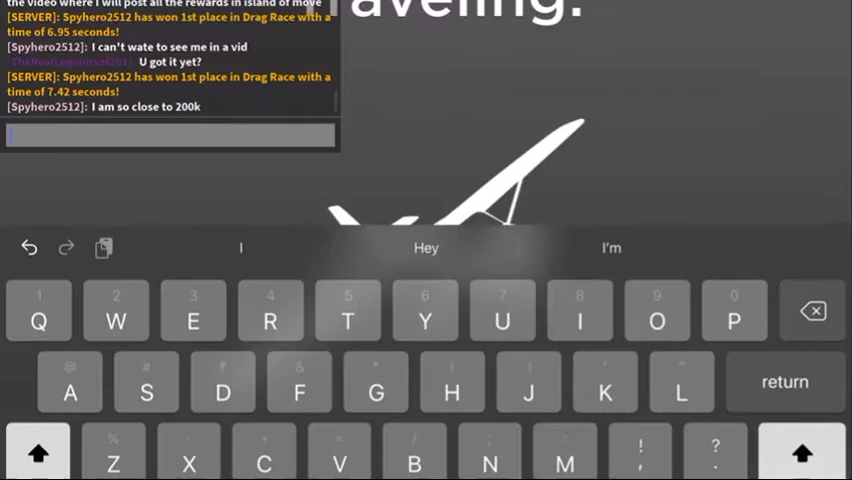 the video where I will post all the rewards in island of move
[SERVER]: Spyhero2512 has won 1st place in Drag Race with a
time of 6.95 seconds!
[Spyhero2512]: I can't wate to see me in a vid
U got it yet?
[SERVER]: Spyhero2512 has won 1st place in Drag Race with a
time of 7.42 seconds!
[Spyhero2512]: I am so close to 200k
raveling.
I Hey I'm
1 2 3 4 5 6 7 8 9 0
Q W E R T Y U I O P
@ # ₹ & * ( ) ' "
A S D F G H J K L return
% - + = / ; : ! ?
Z X C V B N M , .